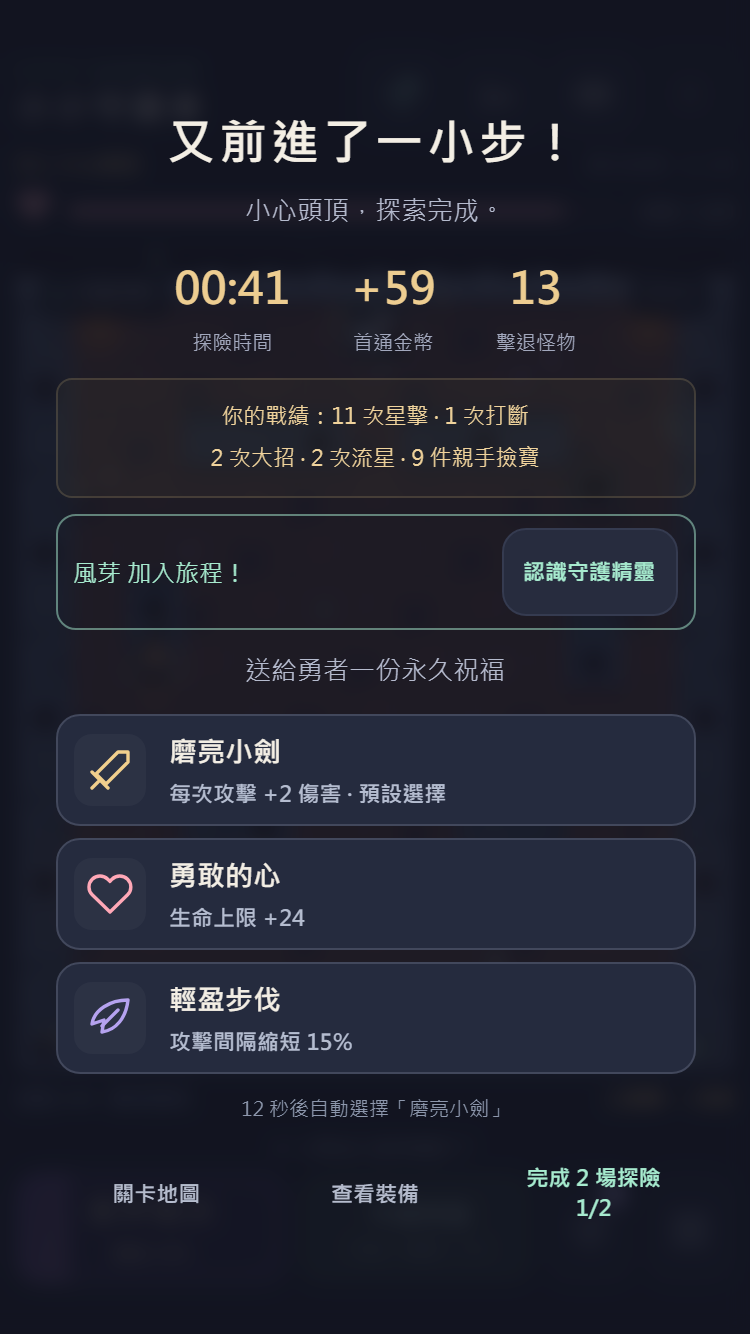 又前進了一小步！
小心頭頂，探索完成。
00:41 +59 13
探險時間 首通金幣 擊退怪物
你的戰績：11 次星擊 · 1 次打斷
2 次大招 · 2 次流星 · 9 件親手撿寶
風芽 加入旅程！ 認識守護精靈
送給勇者一份永久祝福
磨亮小劍
每次攻擊 +2 傷害 · 預設選擇
勇敢的心
生命上限 +24
輕盈步伐
攻擊間隔縮短 15%
12 秒後自動選擇「磨亮小劍」
關卡地圖 查看裝備 完成 2 場探險
1/2